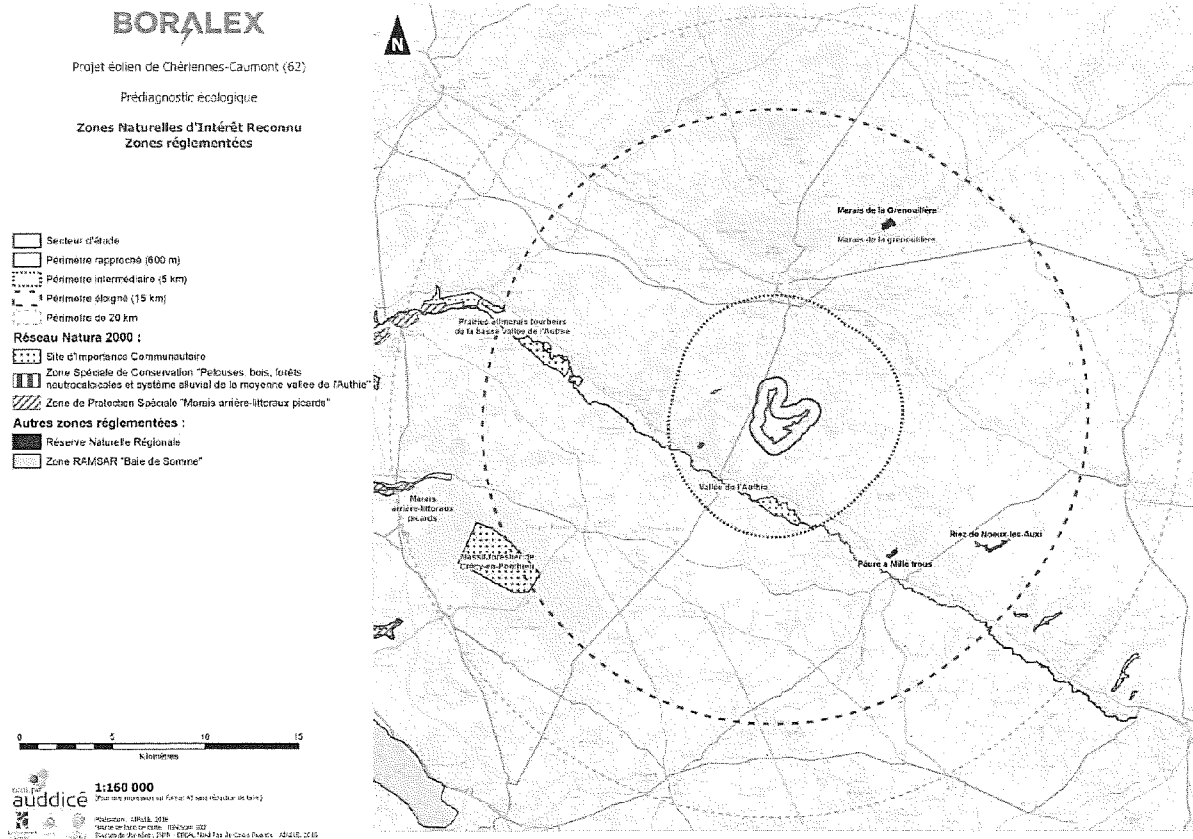 BORALEX
Projet éolien de Chériennes-Caumont (62)
Prédiagnostic écologique
Zones Naturelles d'Intérêt Reconnu
Zones réglementées
Secteur d'étude
Périmètre rapproché (600 m)
Périmètre intermédiaire (5 km)
Périmètre éloigné (15 km)
Périmètre de 20 km
Réseau Natura 2000 :
Site d'Importance Communautaire
Zone Spéciale de Conservation "Pelouses, bois, forêts
neutrocalcicoles et système alluvial de la moyenne vallée de l'Authie"
Zone de Protection Spéciale "Marais arrière-littoraux picards"
Autres zones réglementées :
Réserve Naturelle Régionale
Zone RAMSAR "Baie de Somme"
0 5 10 15
Kilomètres
auddicé
1:160 000
N
Marais de la Grenouillère
Marais de la grenouillère
Prairies et marais tourbeux
de la basse vallée de l'Authie
Vallée de l'Authie
Marais
arrière-littoraux
picards
Massif forestier de
Crécy-en-Ponthieu
Riez de Noeux-les-Auxi
Pâture à Mille trous